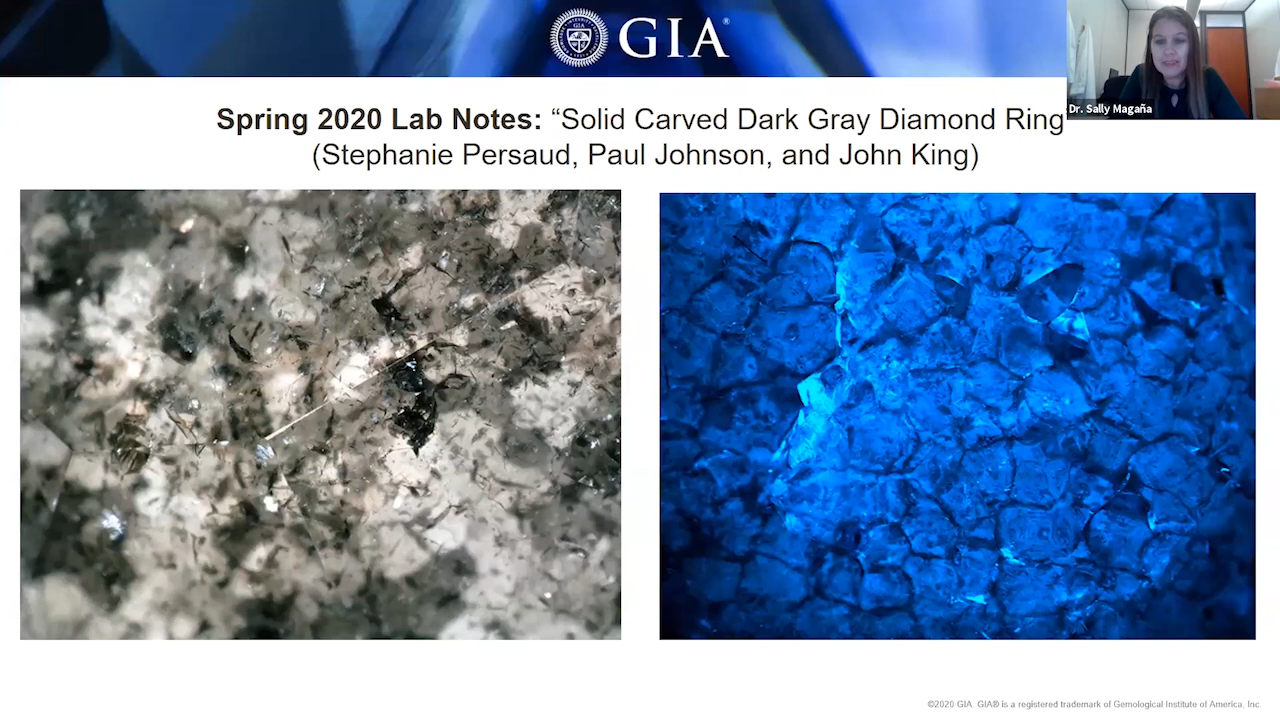 GIA®
Dr. Sally Magaña
Spring 2020 Lab Notes: “Solid Carved Dark Gray Diamond Ring
(Stephanie Persaud, Paul Johnson, and John King)
©2020 GIA. GIA® is a registered trademark of Gemological Institute of America, Inc.